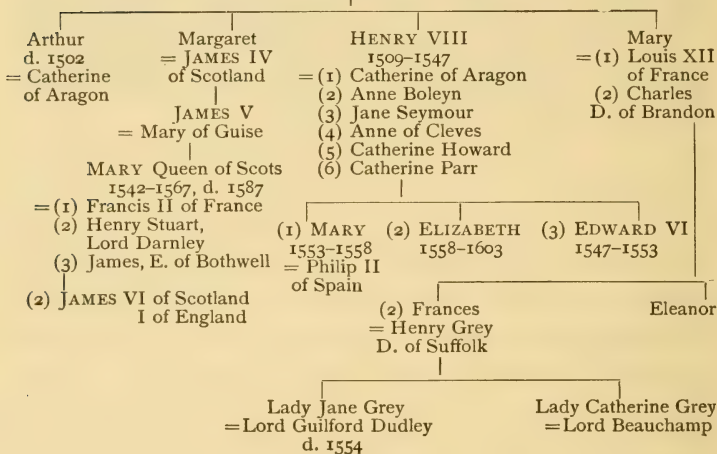 Arthur
d. 1502
= Catherine
of Aragon
Margaret
= JAMES IV
of Scotland
JAMES V
= Mary of Guise
MARY Queen of Scots
1542–1567, d. 1587
= (1) Francis II of France
(2) Henry Stuart,
Lord Darnley
(3) James, E. of Bothwell
(2) JAMES VI of Scotland
I of England
HENRY VIII
1509–1547
= (1) Catherine of Aragon
(2) Anne Boleyn
(3) Jane Seymour
(4) Anne of Cleves
(5) Catherine Howard
(6) Catherine Parr
(1) MARY
1553–1558
= Philip II
of Spain
(2) ELIZABETH
1558–1603
(3) EDWARD VI
1547–1553
Mary
= (1) Louis XII
of France
(2) Charles
D. of Brandon
(2) Frances
= Henry Grey
D. of Suffolk
Eleanor
Lady Jane Grey
= Lord Guilford Dudley
d. 1554
Lady Catherine Grey
= Lord Beauchamp